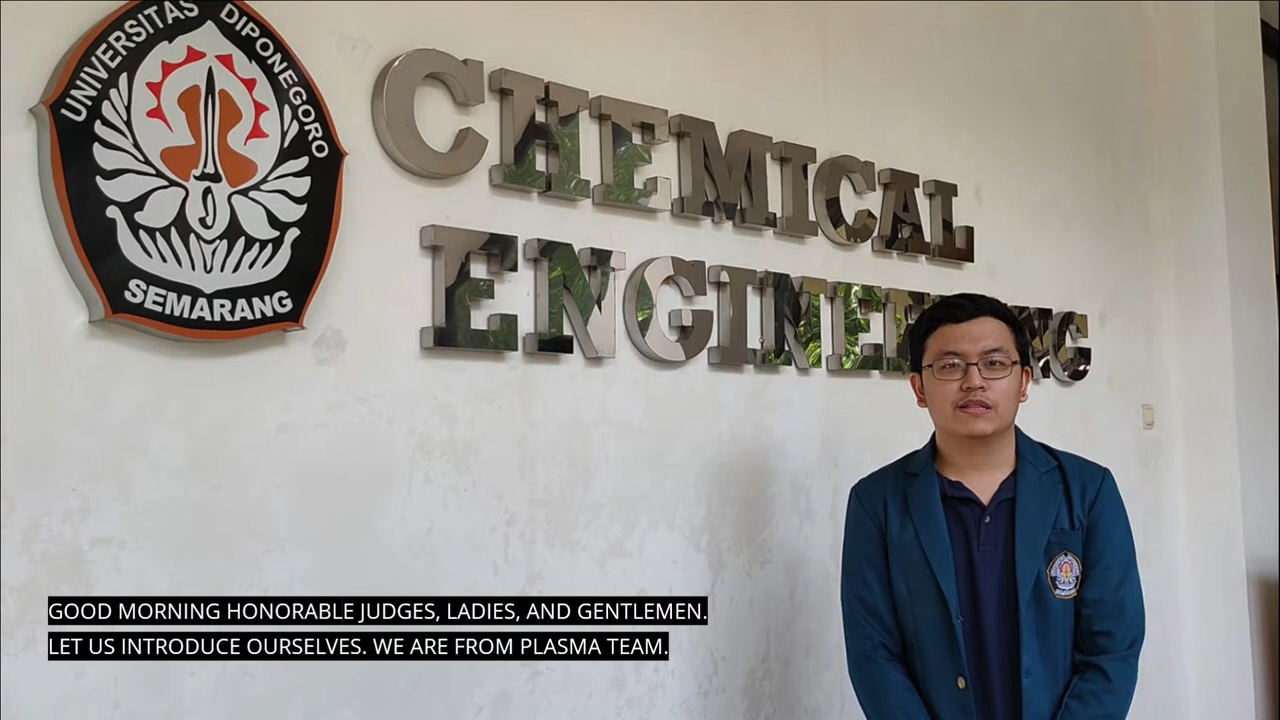 UNIVERSITAS DIPONEGORO
SEMARANG
CHEMICAL
ENGINEERING
GOOD MORNING HONORABLE JUDGES, LADIES, AND GENTLEMEN.
LET US INTRODUCE OURSELVES. WE ARE FROM PLASMA TEAM.